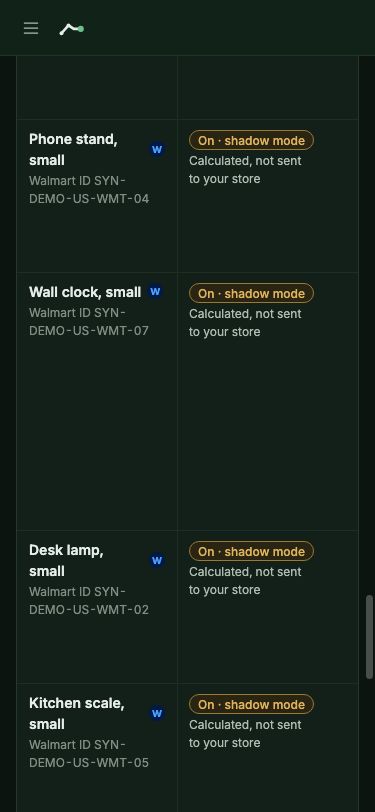 Phone stand,
small
W
Walmart ID SYN-
DEMO-US-WMT-04
On · shadow mode
Calculated, not sent
to your store
Wall clock, small
W
Walmart ID SYN-
DEMO-US-WMT-07
On · shadow mode
Calculated, not sent
to your store
Desk lamp,
small
W
Walmart ID SYN-
DEMO-US-WMT-02
On · shadow mode
Calculated, not sent
to your store
Kitchen scale,
small
W
Walmart ID SYN-
DEMO-US-WMT-05
On · shadow mode
Calculated, not sent
to your store